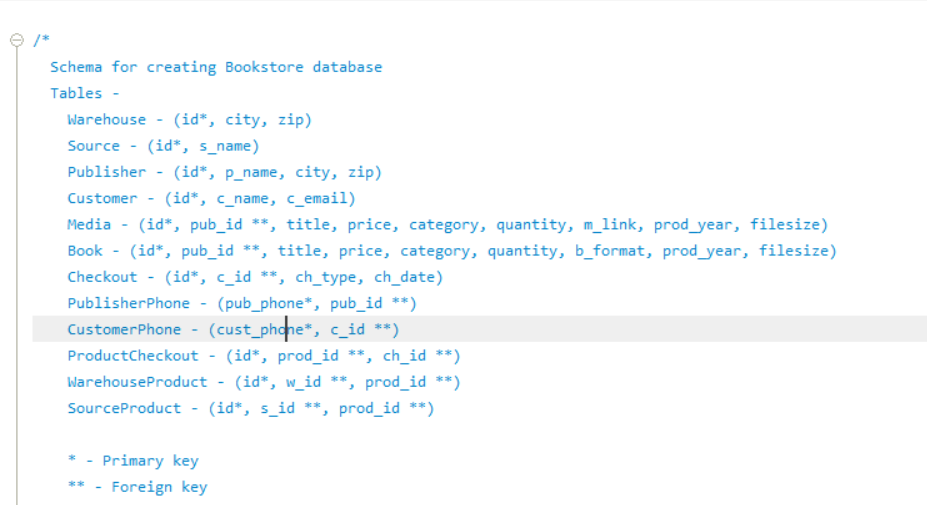 /*
Schema for creating Bookstore database
Tables -
Warehouse - (id*, city, zip)
Source - (id*, s_name)
Publisher - (id*, p_name, city, zip)
Customer - (id*, c_name, c_email)
Media - (id*, pub_id **, title, price, category, quantity, m_link, prod_year, filesize)
Book - (id*, pub_id **, title, price, category, quantity, b_format, prod_year, filesize)
Checkout - (id*, c_id **, ch_type, ch_date)
PublisherPhone - (pub_phone*, pub_id **)
CustomerPhone - (cust_phone*, c_id **)
ProductCheckout - (id*, prod_id **, ch_id **)
WarehouseProduct - (id*, w_id **, prod_id **)
SourceProduct - (id*, s_id **, prod_id **)
* - Primary key
** - Foreign key